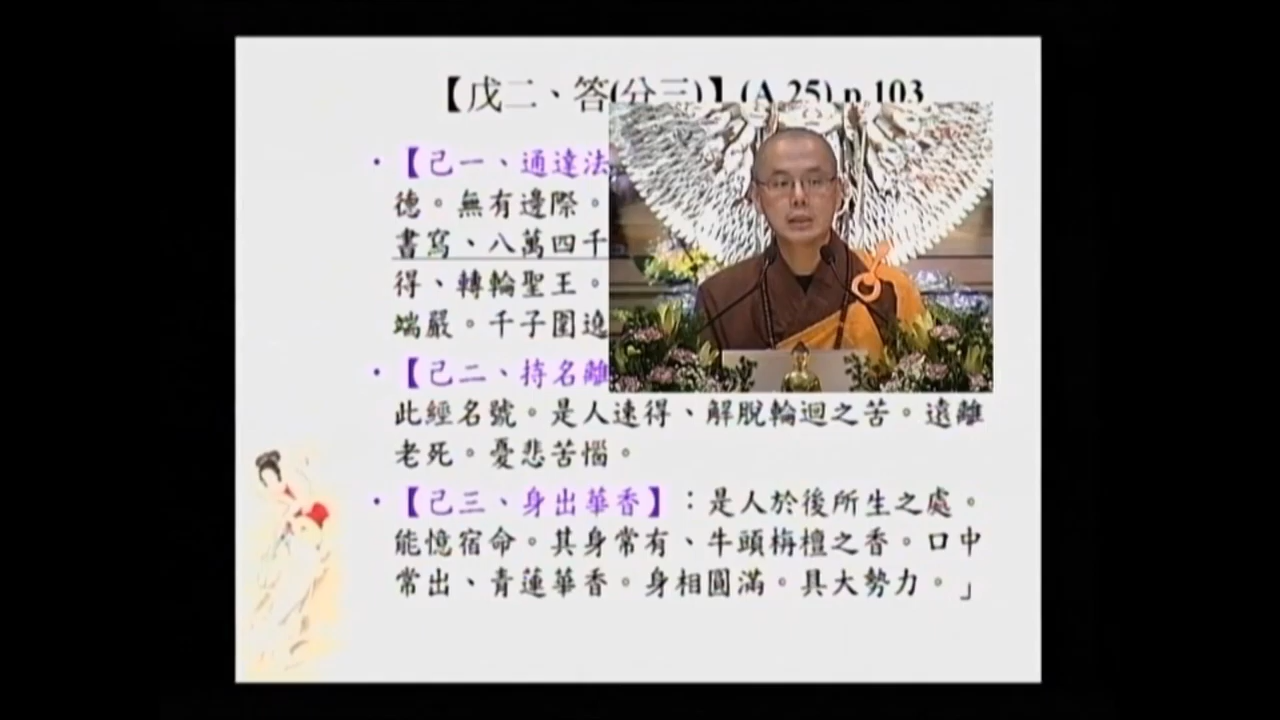 【戊二、答(分三)】(A 25) p.103
·【己一、通達法
德。無有邊際。
書寫、八萬四千
得、轉輪聖王。
端嚴。千子圍遶
·【己二、持名離
此經名號。是人速得、解脫輪迴之苦。遠離
老死。憂悲苦惱。
·【己三、身出華香】：是人於後所生之處。
能憶宿命。其身常有、牛頭栴檀之香。口中
常出、青蓮華香。身相圓滿。具大勢力。」